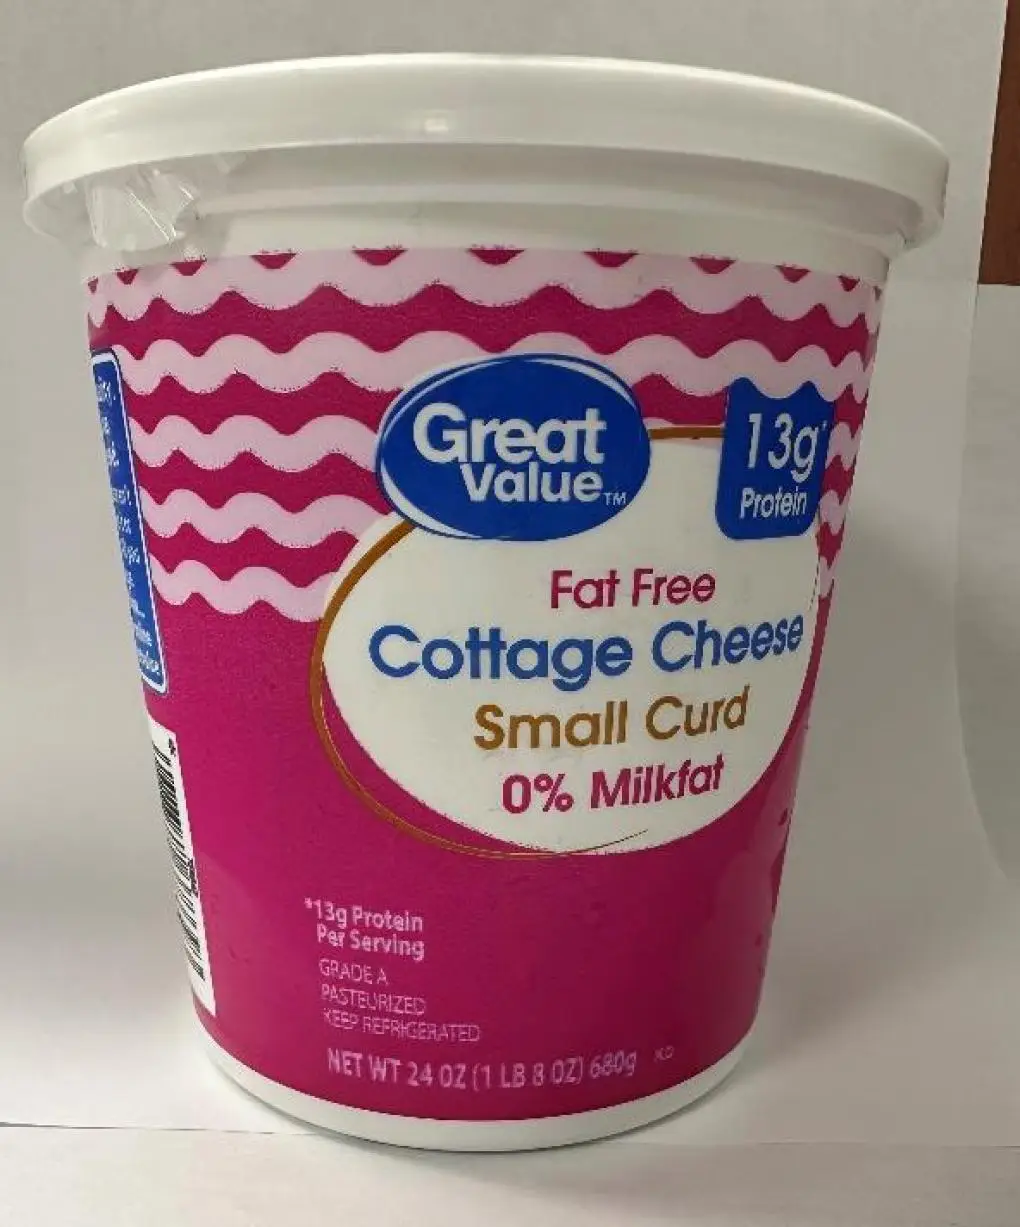 Great
Value™
13g*
Protein
Fat Free
Cottage Cheese
Small Curd
0% Milkfat
*13g Protein
Per Serving
GRADE A
PASTEURIZED
KEEP REFRIGERATED
NET WT 24 OZ (1 LB 8 OZ) 680g